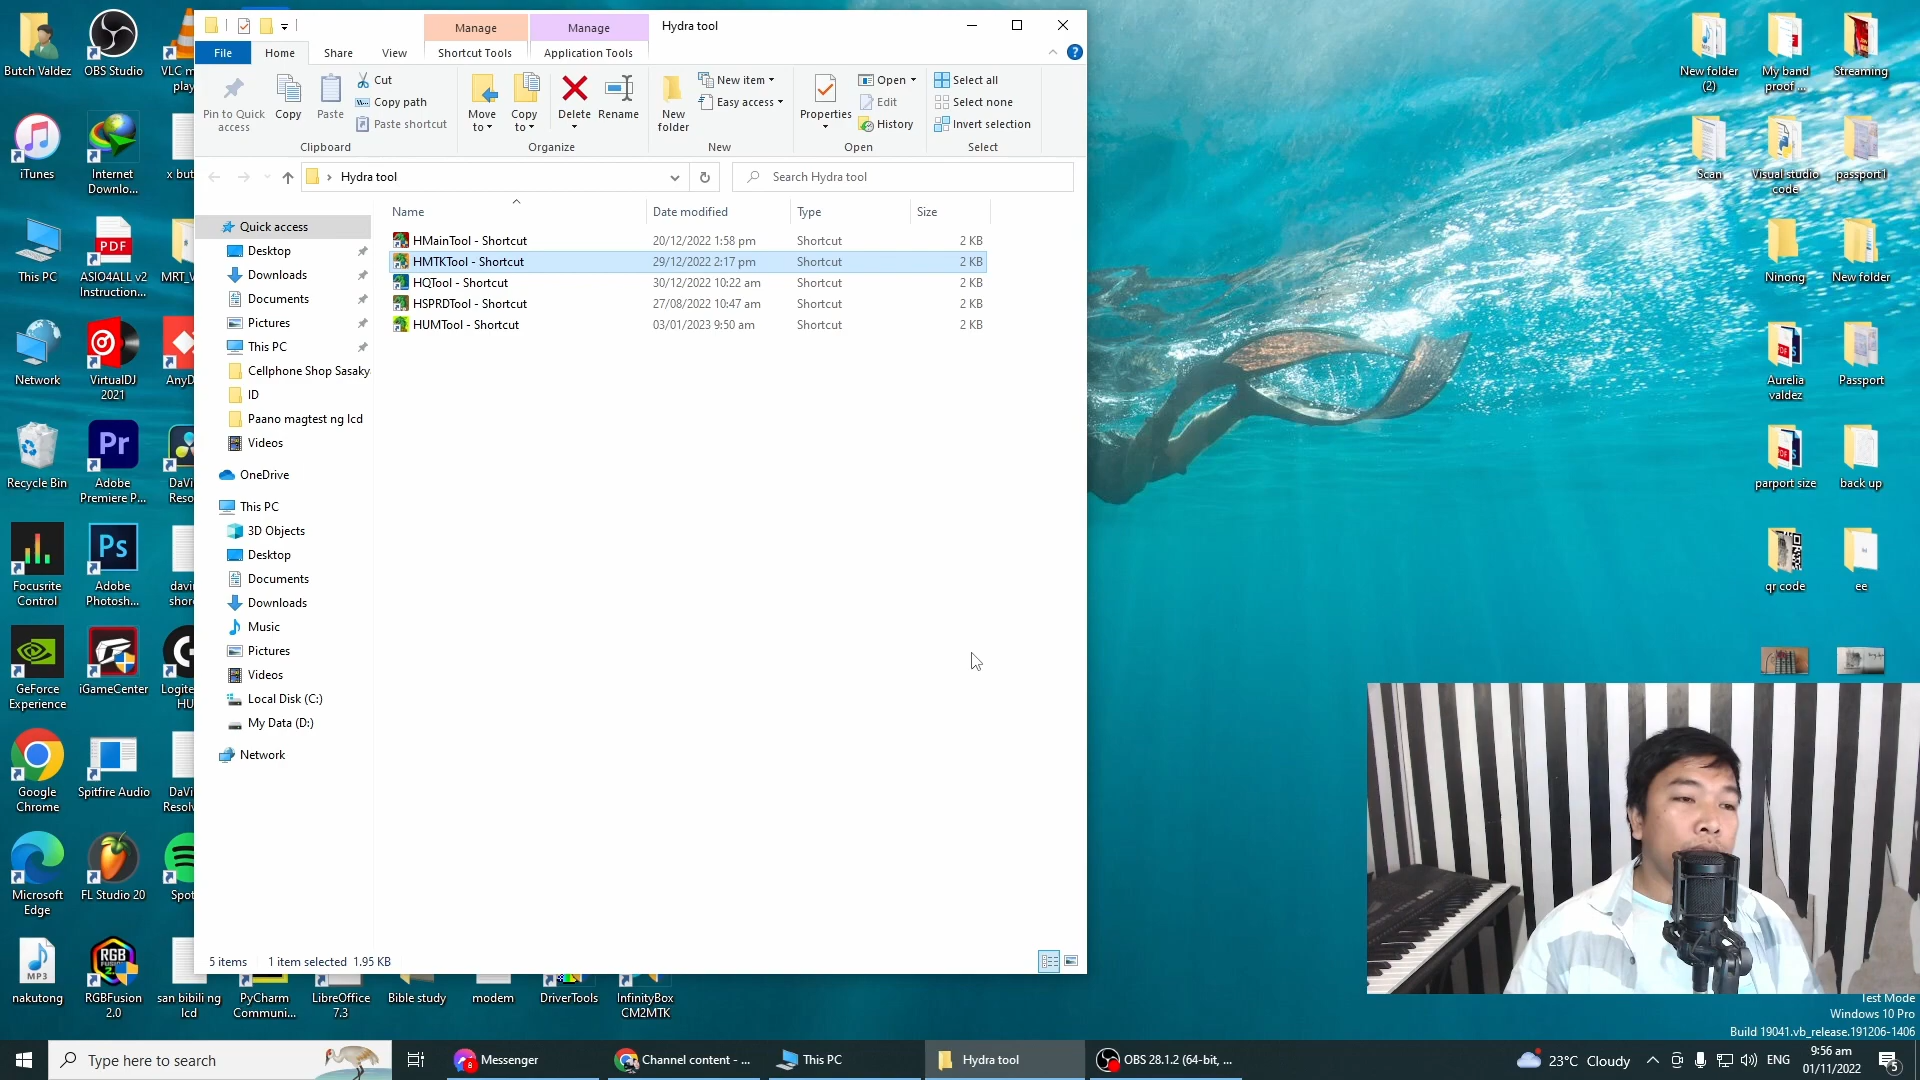 Manage
Manage
Hydra tool
File
Home
Share
View
Shortcut Tools
Application Tools
Pin to Quick access
Copy
Paste
Cut
Copy path
Paste shortcut
Clipboard
Move to
Copy to
Delete
Rename
Organize
New folder
New item
Easy access
New
Properties
Open
Edit
History
Open
Select all
Select none
Invert selection
Select
Hydra tool
Search Hydra tool
Name
Date modified
Type
Size
HMainTool - Shortcut 20/12/2022 1:58 pm Shortcut 2 KB
HMTKTool - Shortcut 29/12/2022 2:17 pm Shortcut 2 KB
HQTool - Shortcut 30/12/2022 10:22 am Shortcut 2 KB
HSPRDTool - Shortcut 27/08/2022 10:47 am Shortcut 2 KB
HUMTool - Shortcut 03/01/2023 9:50 am Shortcut 2 KB
Quick access
Desktop
Downloads
Documents
Pictures
This PC
Cellphone Shop Sasaky
ID
Paano magtest ng lcd
Videos
OneDrive
This PC
3D Objects
Desktop
Documents
Downloads
Music
Pictures
Videos
Local Disk (C:)
My Data (D:)
Network
5 items
1 item selected 1.95 KB
Butch Valdez
OBS Studio
VLC m
play
iTunes
Internet
Downlo...
x but
This PC
PDF
ASIO4ALL v2
Instruction...
MRT_V
Network
VirtualDJ
2021
AnyD
Recycle Bin
Pr
Adobe
Premiere P...
DaV
Reso
Focusrite
Control
Ps
Adobe
Photosh...
davi
shor
GeForce
Experience
iGameCenter
Logite
HU
Google
Chrome
Spitfire Audio
DaVi
Resolv
Microsoft
Edge
FL Studio 20
Spot
MP3
nakutong
RGB
RGBFusion
2.0
san bibili ng
lcd
PyCharm
Communi...
LibreOffice
7.3
Bible study
modem
DriverTools
InfinityBox
CM2MTK
New folder
(2)
My band
proof ...
Streaming
Scan
Visual studio
code
passport1
Ninong
New folder
PDF
Aurelia
valdez
Passport
PDF
parport size
back up
qr code
ee
Test Mode
Windows 10 Pro
Build 19041.vb_release.191206-1406
Type here to search
8
Messenger
Channel content - ...
This PC
Hydra tool
OBS 28.1.2 (64-bit, ...
23°C Cloudy
ENG
9:56 am
01/11/2022
5